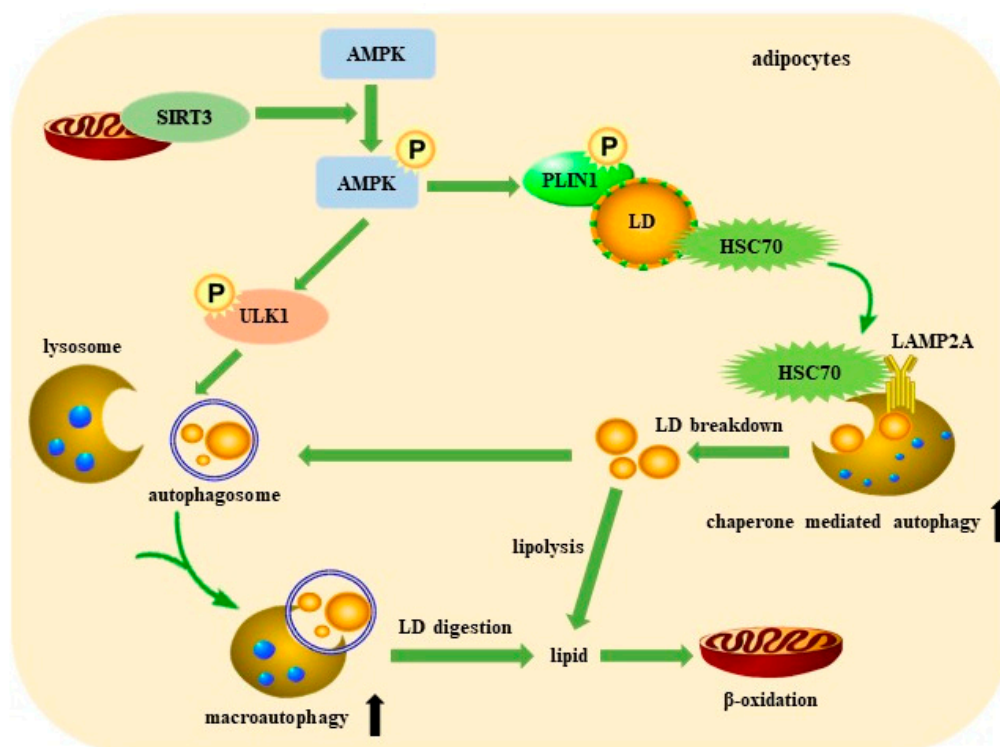 AMPK
adipocytes
SIRT3
P
AMPK
P
PLIN1
LD
HSC70
P
ULK1
lysosome
LAMP2A
HSC70
LD breakdown
autophagosome
chaperone mediated autophagy
lipolysis
LD digestion
lipid
macroautophagy
β-oxidation